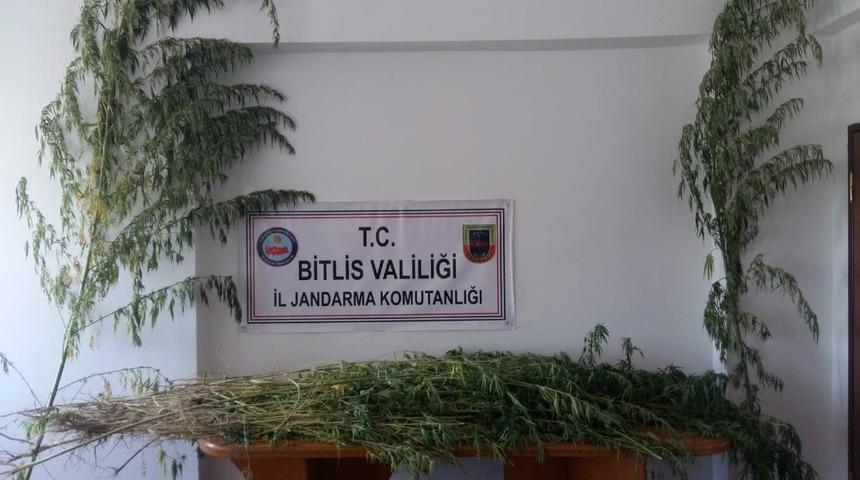 T.C.
BİTLİS VALİLİĞİ
İL JANDARMA KOMUTANLIĞI